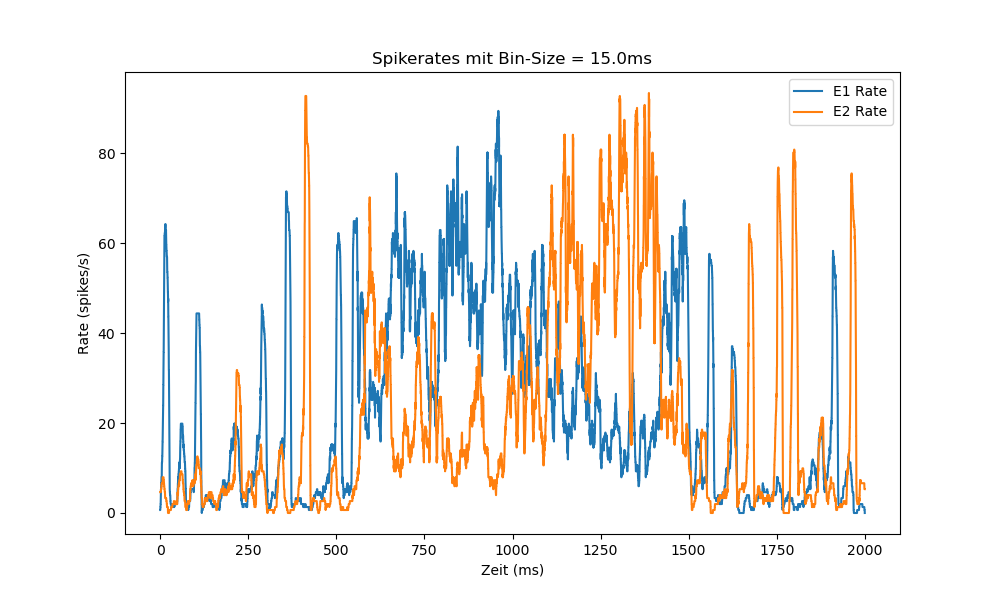 Spikerates mit Bin-Size = 15.0ms
E1 Rate
E2 Rate
80
60
40
20
0
Rate (spikes/s)
0 250 500 750 1000 1250 1500 1750 2000
Zeit (ms)